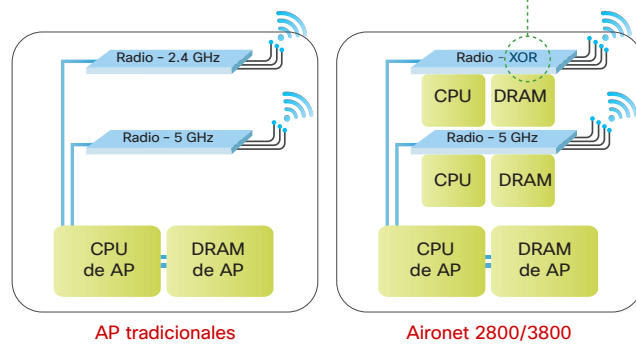 Radio – 2.4 GHz
Radio – 5 GHz
CPU
de AP
DRAM
de AP
AP tradicionales
Radio – XOR
CPU
DRAM
Radio – 5 GHz
CPU
DRAM
CPU
de AP
DRAM
de AP
Aironet 2800/3800